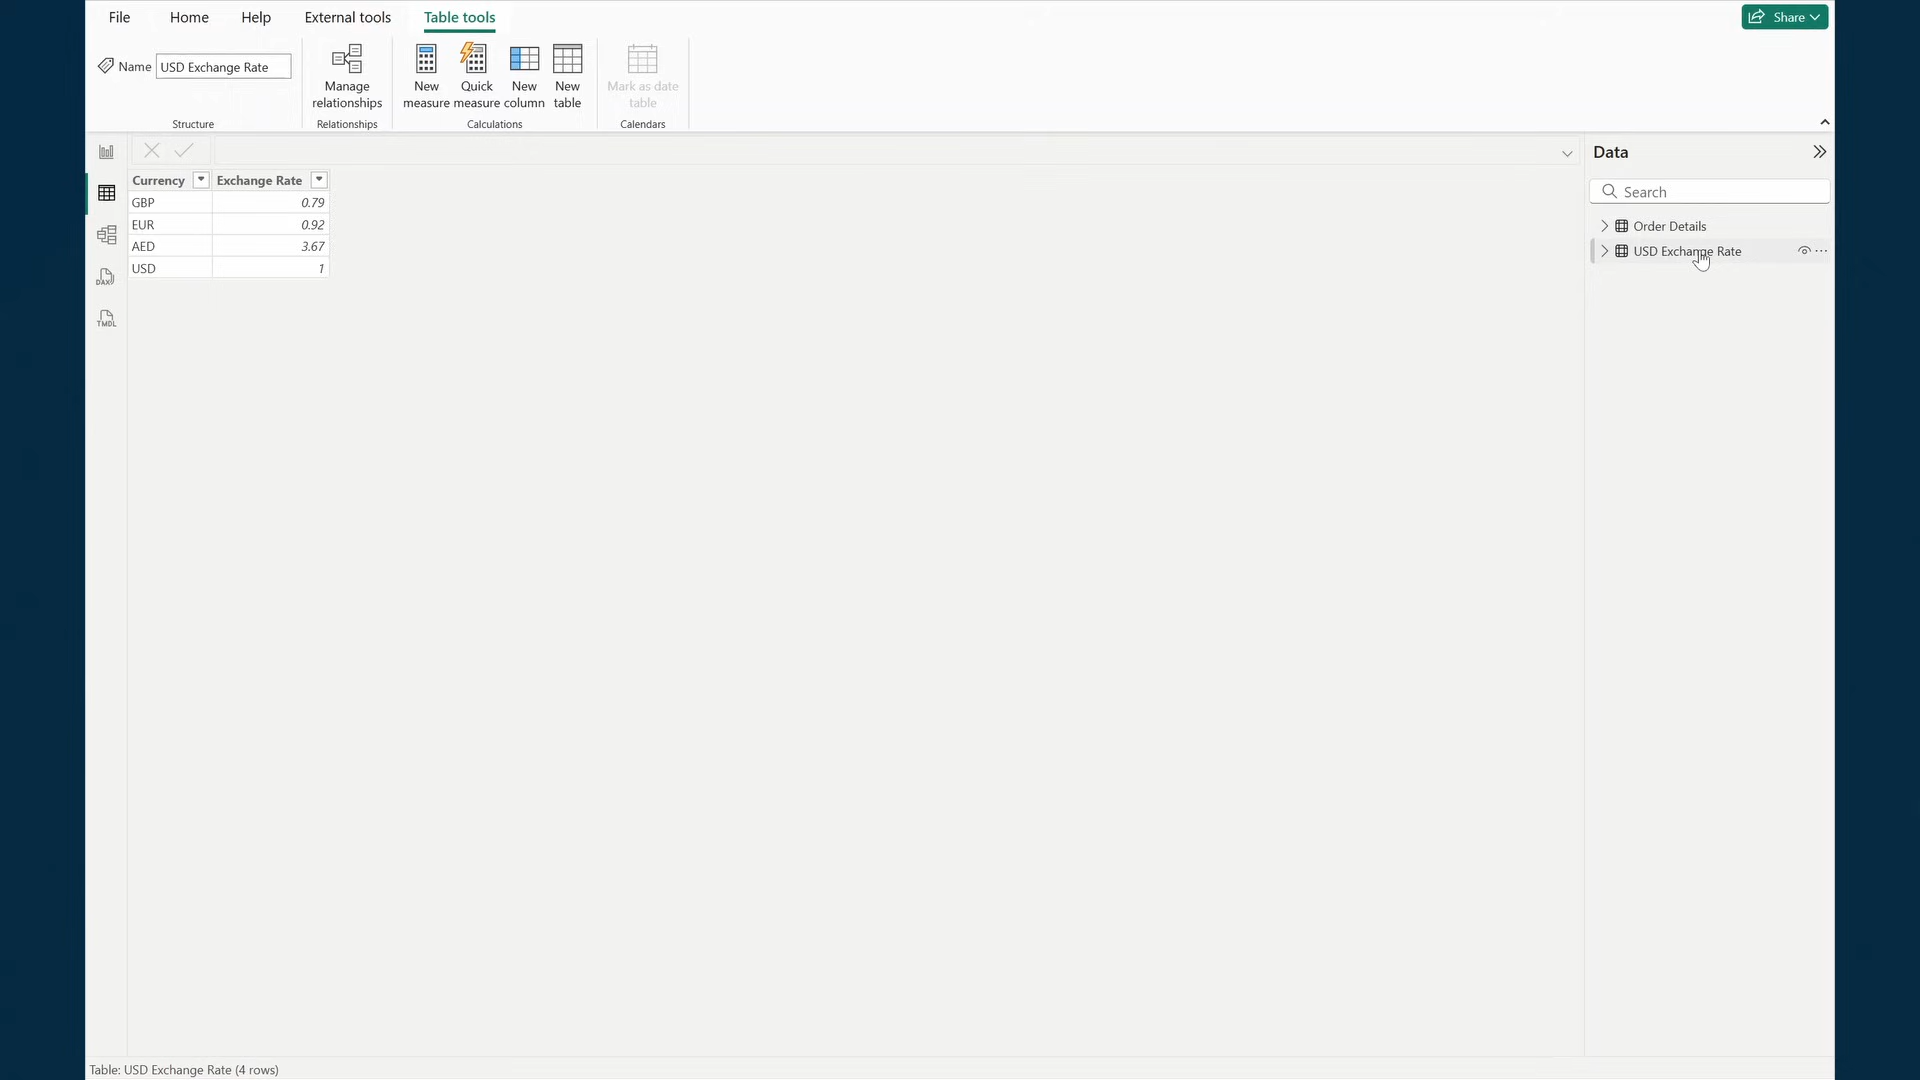 File Home Help External tools Table tools Share
Name USD Exchange Rate
Manage relationships
New measure
Quick measure
New column
New table
Mark as date table
Structure Relationships Calculations Calendars
Data
Search
Order Details
USD Exchange Rate
Currency Exchange Rate
GBP 0.79
EUR 0.92
AED 3.67
USD 1
DAX
TMDL
Table: USD Exchange Rate (4 rows)